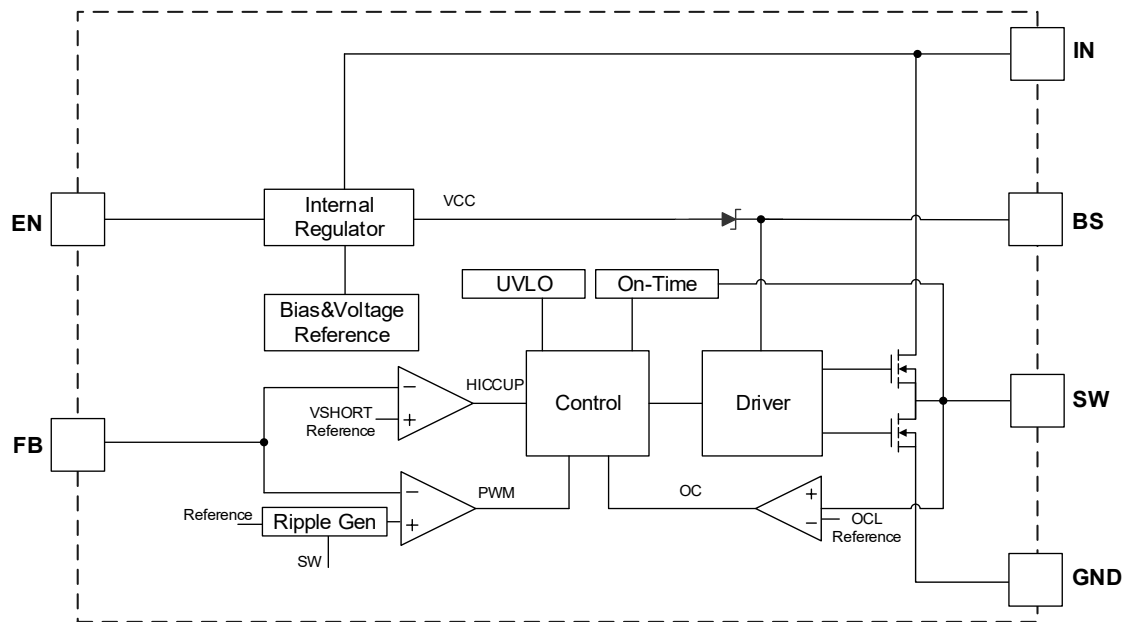 IN
EN
Internal
Regulator
VCC
BS
UVLO
On-Time
Bias&Voltage
Reference
HICCUP
−
VSHORT
Reference
+
Control
Driver
SW
FB
−
PWM
Reference
Ripple Gen
+
SW
OC
+
−
OCL
Reference
GND